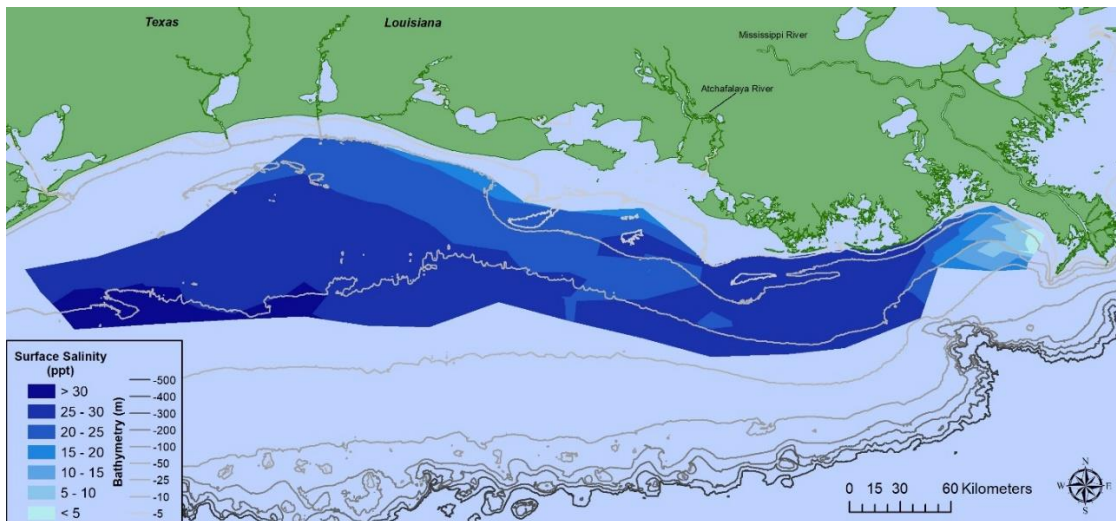 Texas
Louisiana
Mississippi River
Atchafalaya River
Surface Salinity
(ppt)
> 30
25 - 30
20 - 25
15 - 20
10 - 15
5 - 10
< 5
Bathymetry (m)
-500
-400
-300
-200
-100
-50
-25
-10
-5
0 15 30 60 Kilometers
N
W E
S